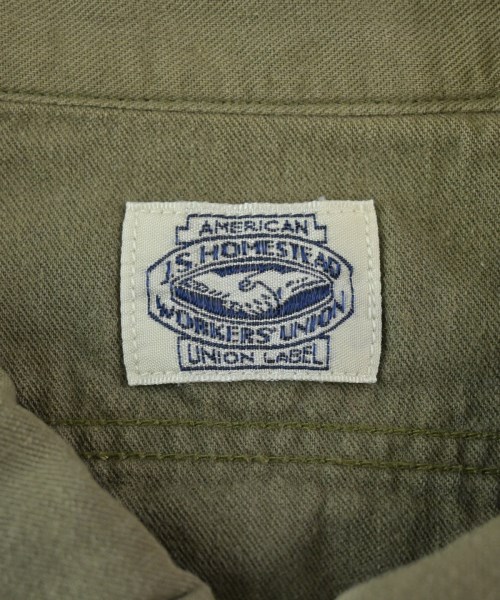 AMERICAN
J.S. HOMESTEAD
WORKERS' UNION
UNION LABEL